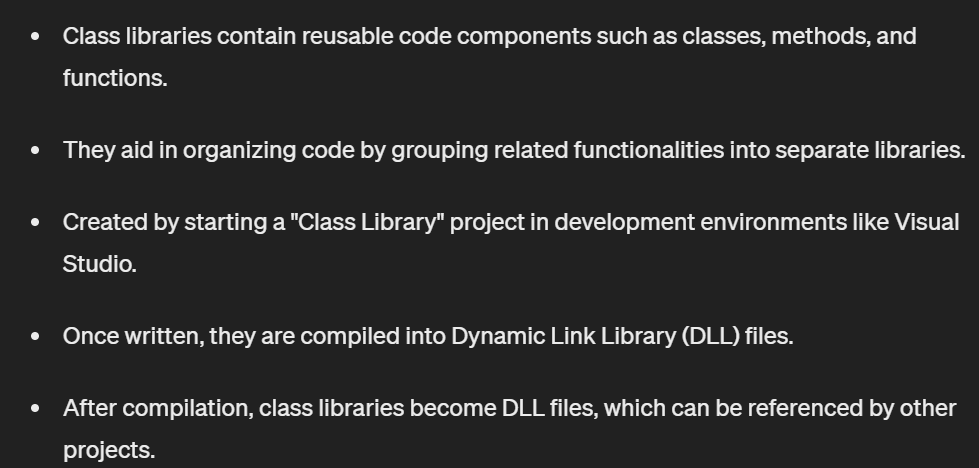 • Class libraries contain reusable code components such as classes, methods, and
functions.
• They aid in organizing code by grouping related functionalities into separate libraries.
• Created by starting a "Class Library" project in development environments like Visual
Studio.
• Once written, they are compiled into Dynamic Link Library (DLL) files.
• After compilation, class libraries become DLL files, which can be referenced by other
projects.